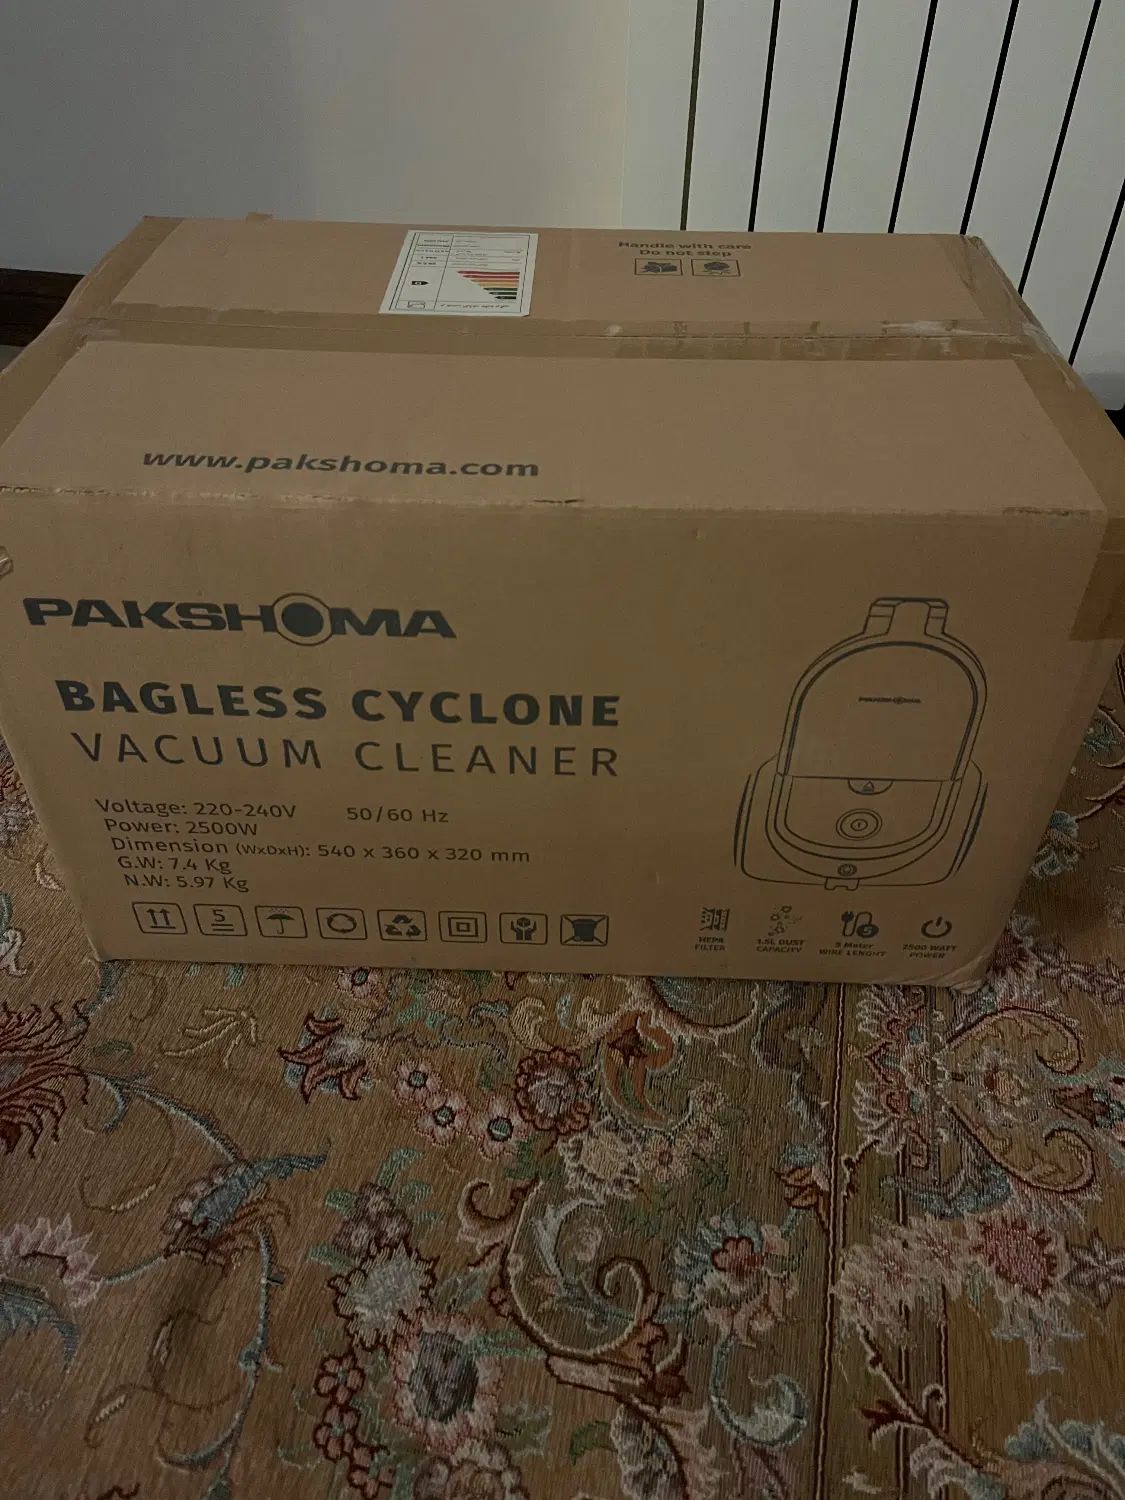 Handle with care
Do not step
www.pakshoma.com
PAKSHOMA
BAGLESS CYCLONE
VACUUM CLEANER
Voltage: 220-240V 50/60 Hz
Power: 2500W
Dimension (WxDxH): 540 x 360 x 320 mm
G.W: 7.4 Kg
N.W: 5.97 Kg
5
PAKSHOMA
HEPA
FILTER
1.5L DUST
CAPACITY
5 Meter
WIRE LENGHT
2500 WATT
POWER